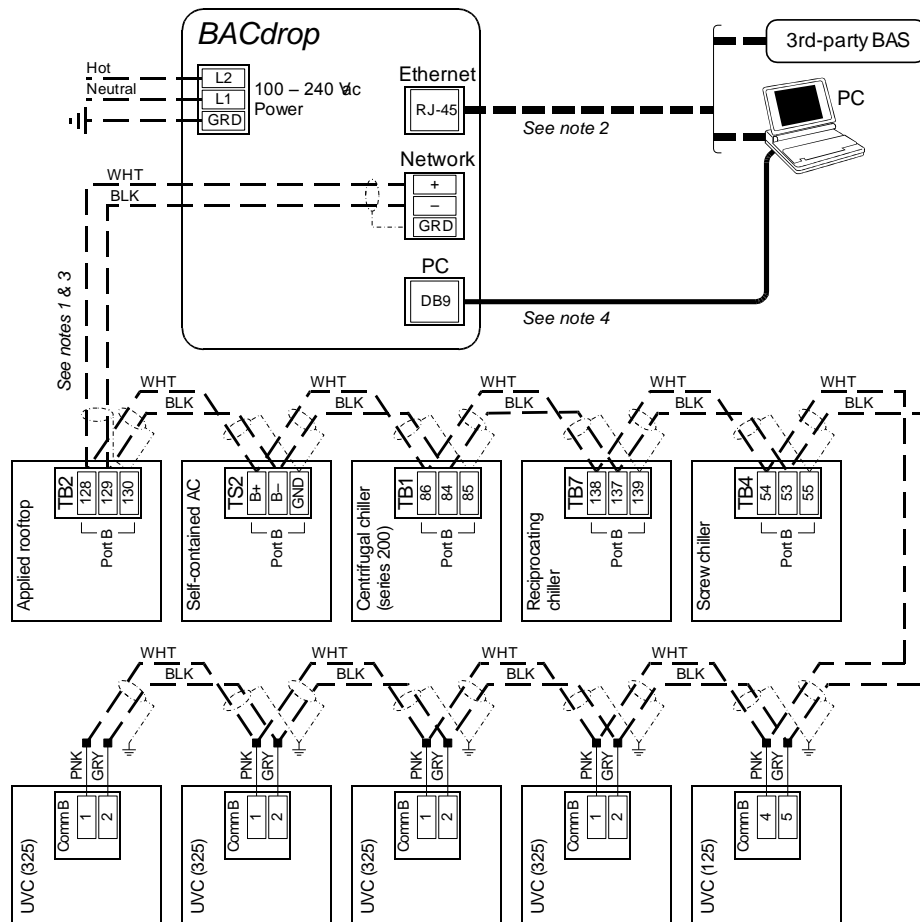 BACdrop
3rd-party BAS
Hot
Neutral
L2
L1
GRD
100 – 240 Vac
Power
Ethernet
RJ-45
See note 2
PC
Network
+
–
GRD
WHT
BLK
PC
DB9
See note 4
See notes 1 & 3
WHT
BLK
WHT
BLK
WHT
BLK
WHT
BLK
WHT
BLK
Applied rooftop
TB2
128
129
130
Port B
Self-contained AC
TS2
B+
B–
GND
Port B
Centrifugal chiller
(series 200)
TB1
86
84
85
Port B
Reciprocating
chiller
TB7
138
137
139
Port B
Screw chiller
TB4
54
53
55
Port B
WHT
BLK
WHT
BLK
WHT
BLK
WHT
BLK
PNK
GRY
PNK
GRY
PNK
GRY
PNK
GRY
PNK
GRY
UVC (325)
Comm B
1
2
UVC (325)
Comm B
1
2
UVC (325)
Comm B
1
2
UVC (325)
Comm B
1
2
UVC (125)
Comm B
4
5